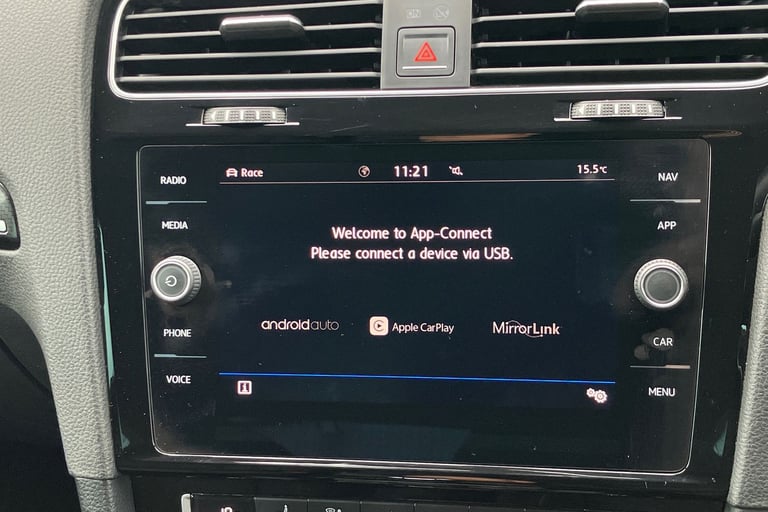 ON
Race 11:21 15.5°C
Welcome to App-Connect
Please connect a device via USB.
androidauto Apple CarPlay MirrorLink
RADIO
MEDIA
PHONE
VOICE
NAV
APP
CAR
MENU